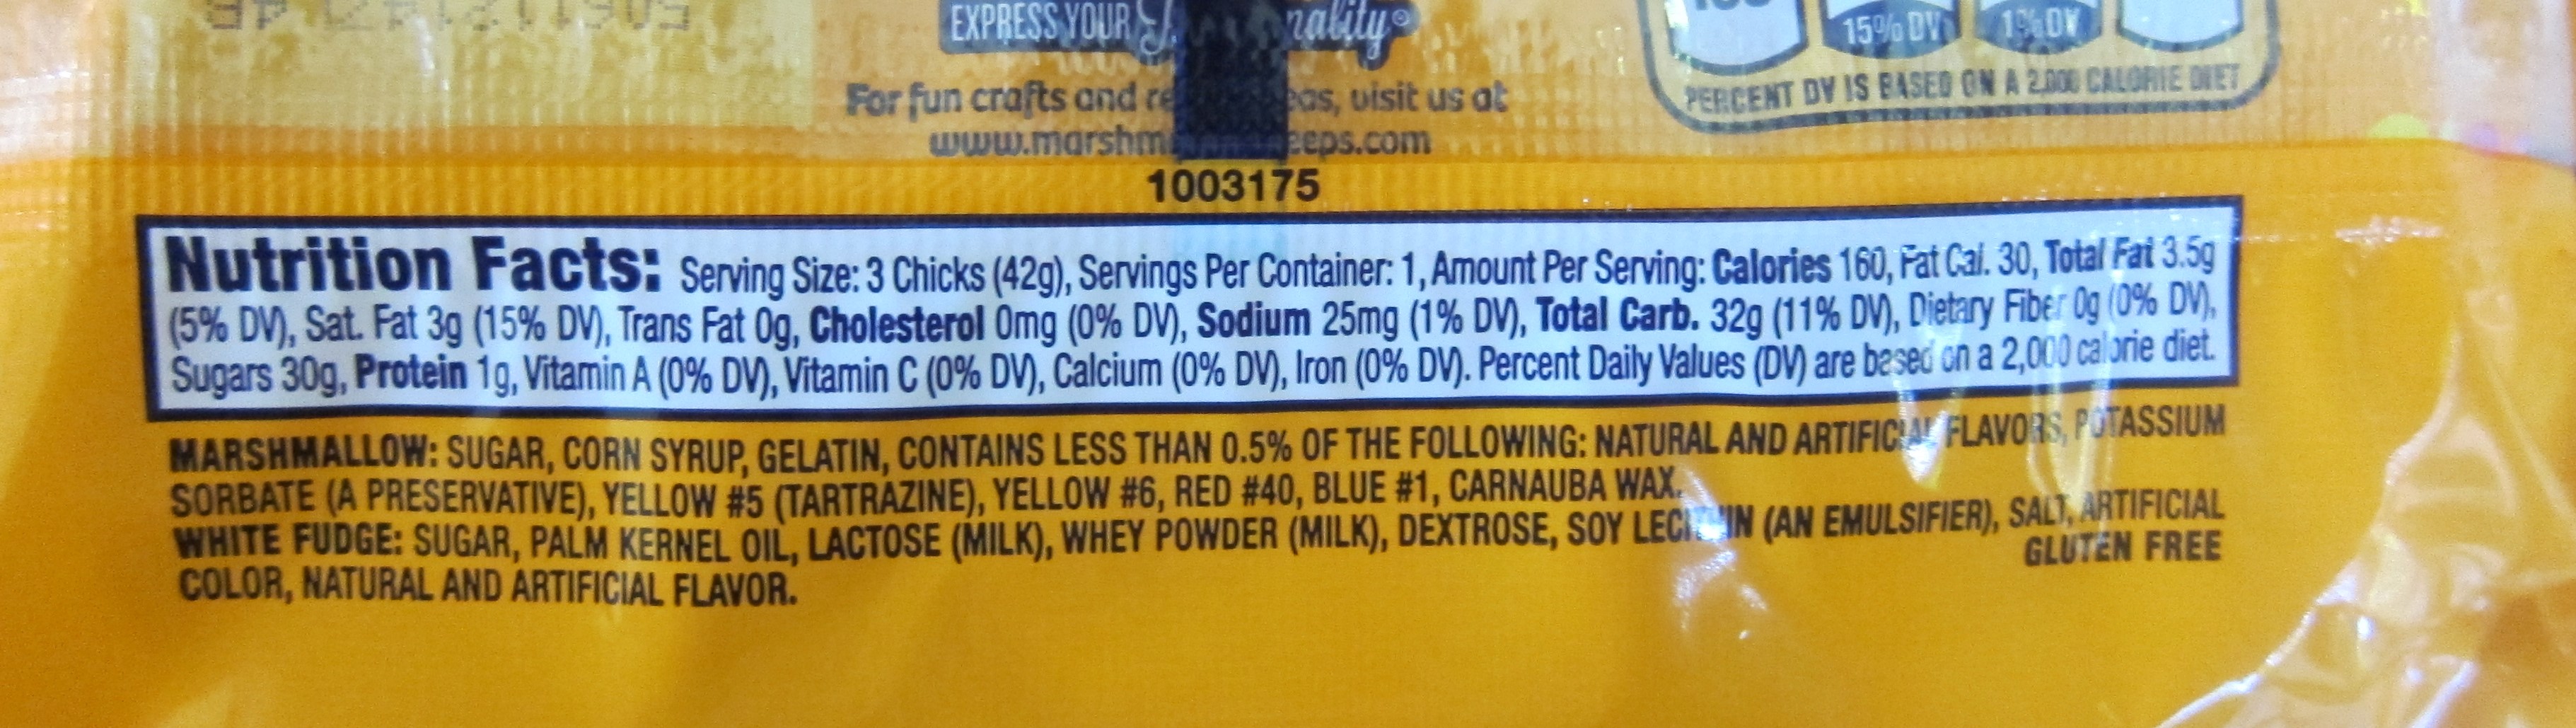 EXPRESS YOUR
For fun crafts and visit us at
www.marshm eeps.com
15% DV 1% DV
PERCENT DV IS BASED ON A 2,000 CALORIE DIET
1003175
Nutrition Facts: Serving Size: 3 Chicks (42g), Servings Per Container: 1, Amount Per Serving: Calories 160, Fat Cal. 30, Total Fat 3.5g
(5% DV), Sat. Fat 3g (15% DV), Trans Fat 0g, Cholesterol 0mg (0% DV), Sodium 25mg (1% DV), Total Carb. 32g (11% DV), Dietary Fiber 0g (0% DV),
Sugars 30g, Protein 1g, Vitamin A (0% DV), Vitamin C (0% DV), Calcium (0% DV), Iron (0% DV). Percent Daily Values (DV) are based on a 2,000 calorie diet.
MARSHMALLOW: SUGAR, CORN SYRUP, GELATIN, CONTAINS LESS THAN 0.5% OF THE FOLLOWING: NATURAL AND ARTIFICIAL FLAVORS, POTASSIUM
SORBATE (A PRESERVATIVE), YELLOW #5 (TARTRAZINE), YELLOW #6, RED #40, BLUE #1, CARNAUBA WAX.
WHITE FUDGE: SUGAR, PALM KERNEL OIL, LACTOSE (MILK), WHEY POWDER (MILK), DEXTROSE, SOY LECITHIN (AN EMULSIFIER), SALT, ARTIFICIAL
COLOR, NATURAL AND ARTIFICIAL FLAVOR.
GLUTEN FREE